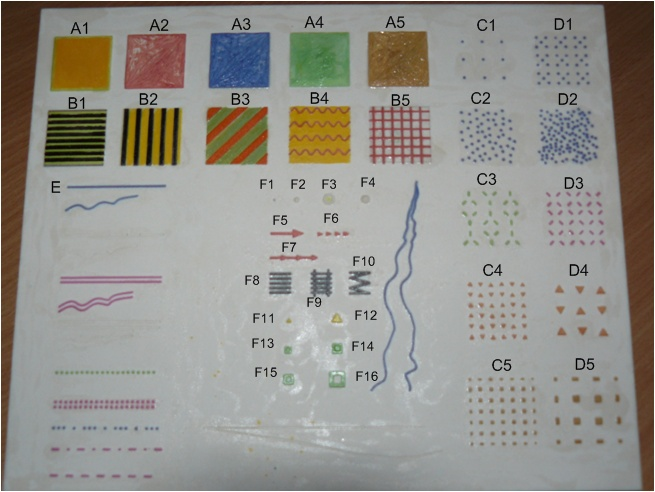 A1 A2 A3 A4 A5 C1 D1
B1 B2 B3 B4 B5 C2 D2
E F1 F2 F3 F4 C3 D3
F5 F6
F7
F8 F10
F9
C4 D4
F11 F12
F13 F14
F15 F16
C5 D5